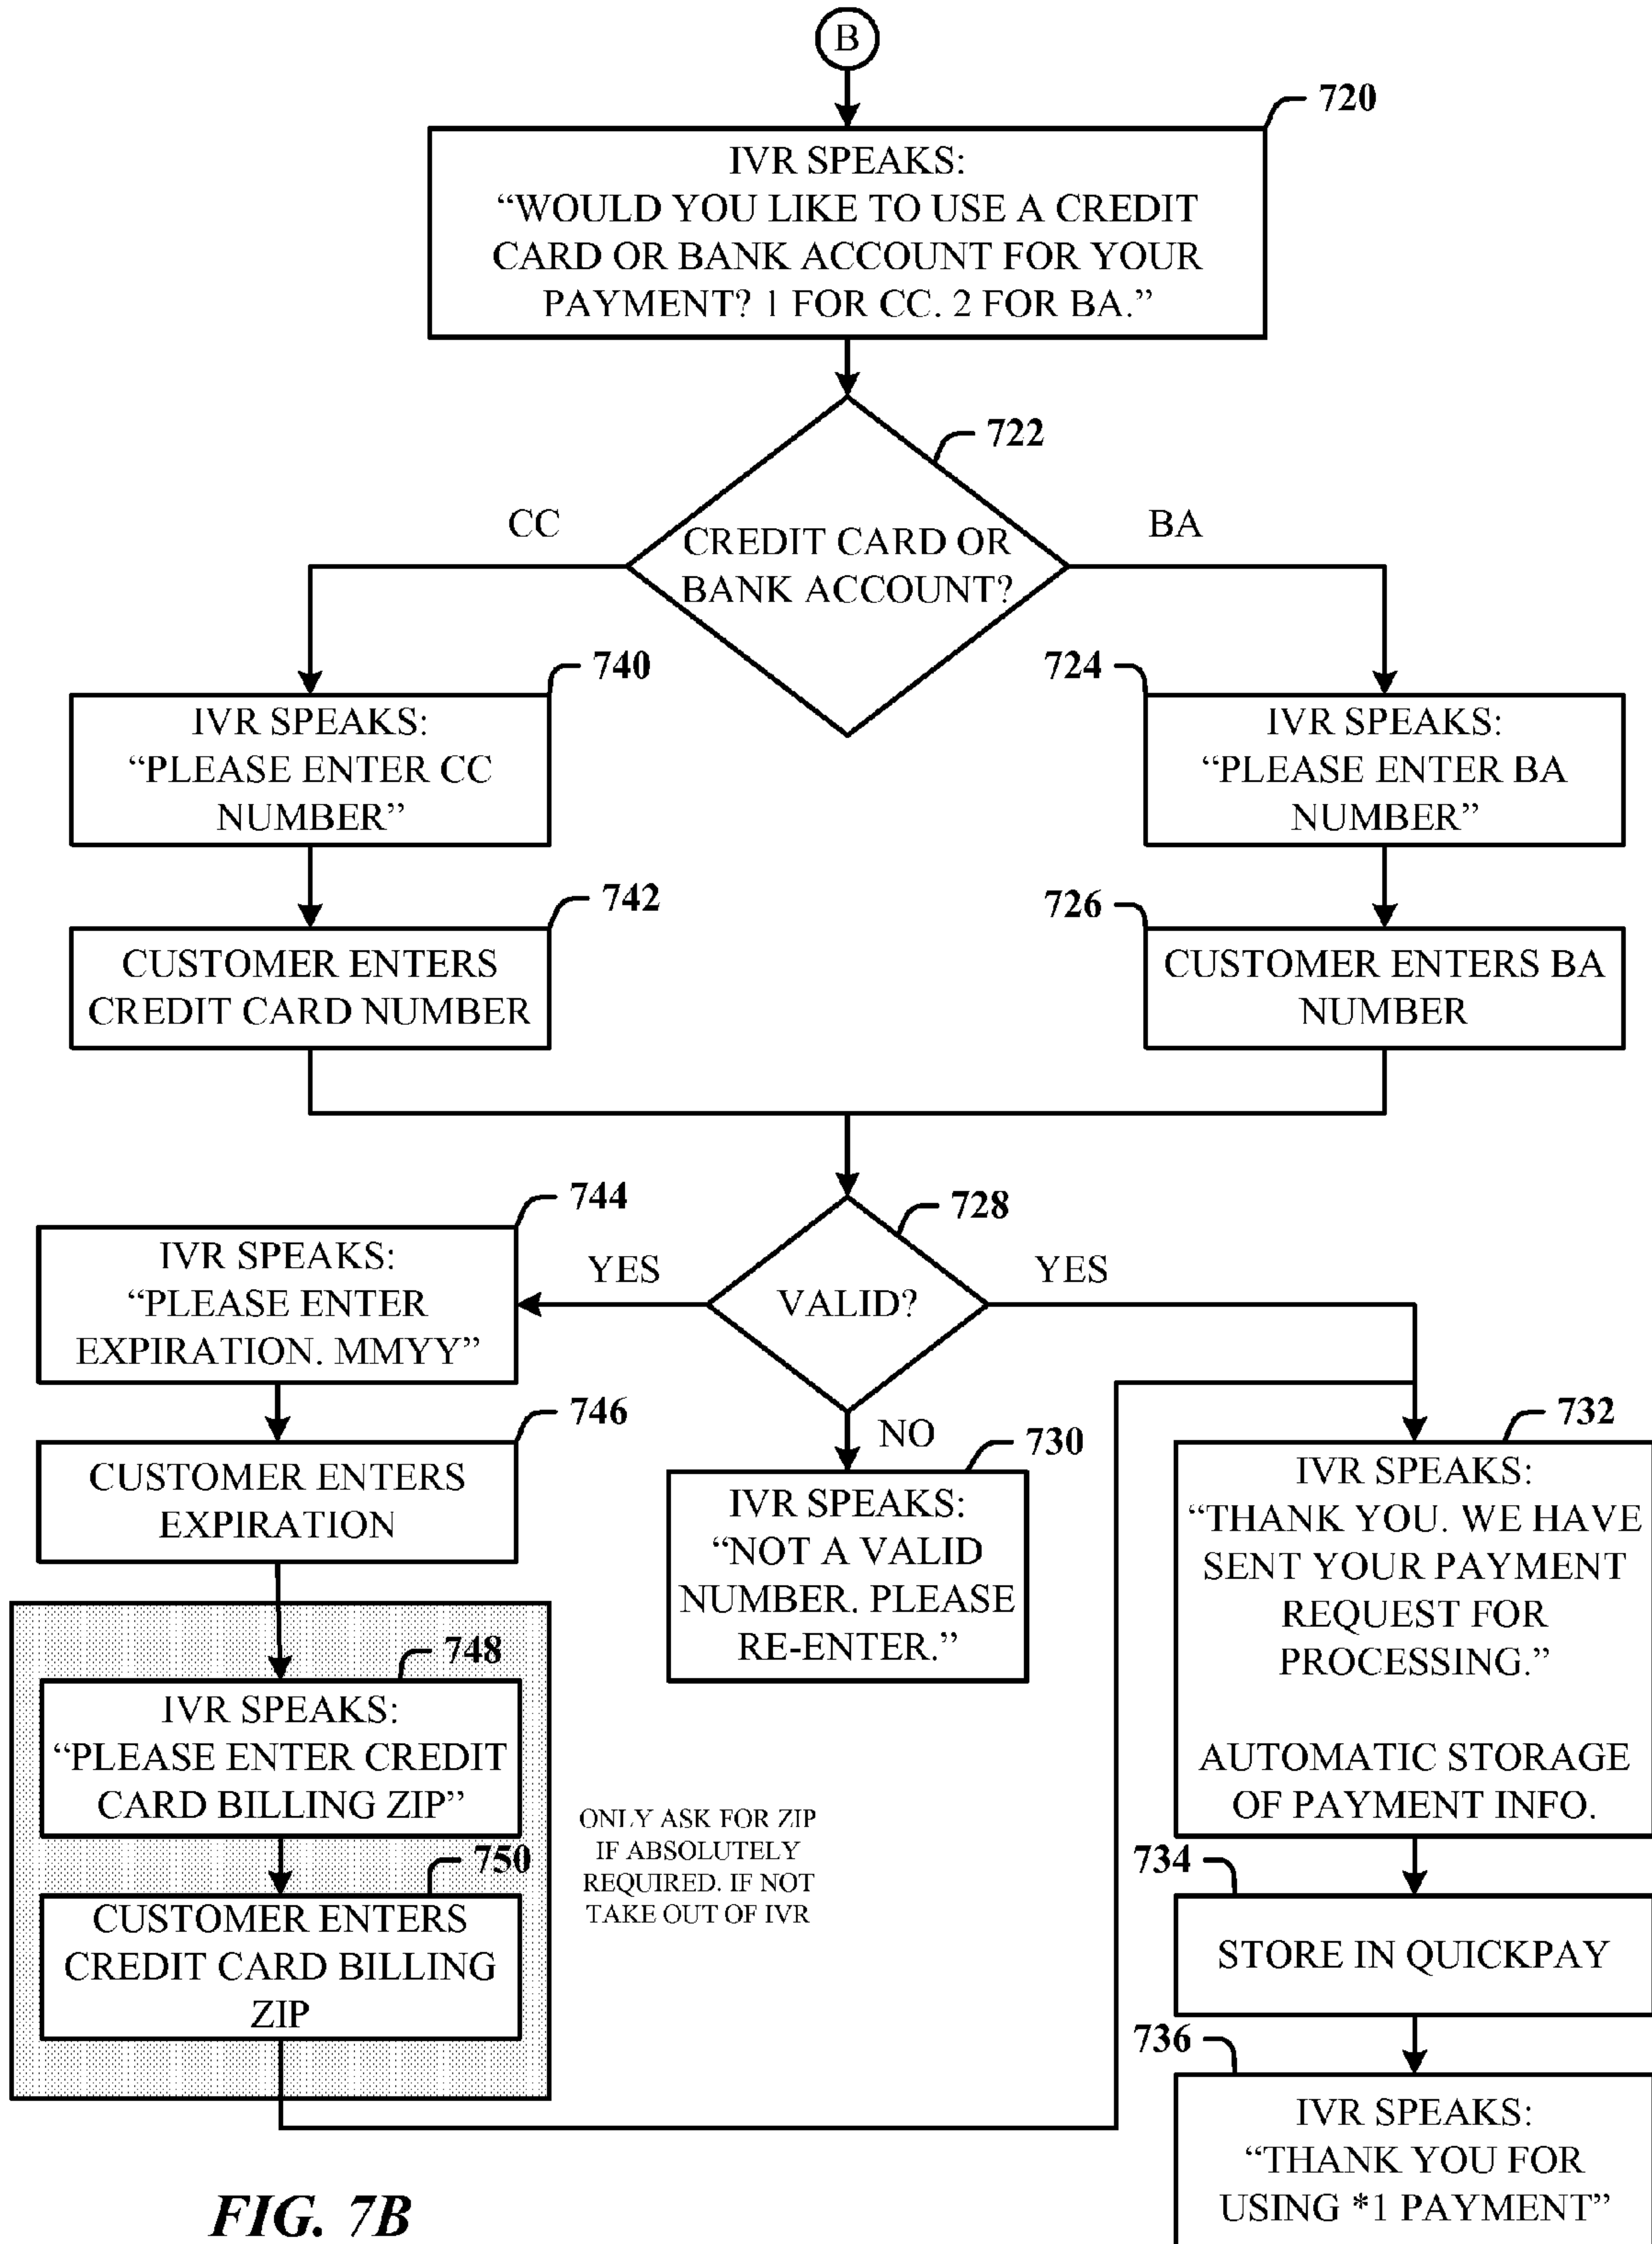 B
720
IVR SPEAKS:
“WOULD YOU LIKE TO USE A CREDIT
CARD OR BANK ACCOUNT FOR YOUR
PAYMENT? 1 FOR CC. 2 FOR BA.”
722
CC
BA
CREDIT CARD OR
BANK ACCOUNT?
740
IVR SPEAKS:
“PLEASE ENTER CC
NUMBER”
724
IVR SPEAKS:
“PLEASE ENTER BA
NUMBER”
742
CUSTOMER ENTERS
CREDIT CARD NUMBER
726
CUSTOMER ENTERS BA
NUMBER
728
VALID?
YES
YES
NO
744
IVR SPEAKS:
“PLEASE ENTER
EXPIRATION. MMYY”
746
CUSTOMER ENTERS
EXPIRATION
730
IVR SPEAKS:
“NOT A VALID
NUMBER. PLEASE
RE-ENTER.”
732
IVR SPEAKS:
“THANK YOU. WE HAVE
SENT YOUR PAYMENT
REQUEST FOR
PROCESSING.”
AUTOMATIC STORAGE
OF PAYMENT INFO.
748
IVR SPEAKS:
“PLEASE ENTER CREDIT
CARD BILLING ZIP”
750
CUSTOMER ENTERS
CREDIT CARD BILLING
ZIP
ONLY ASK FOR ZIP
IF ABSOLUTELY
REQUIRED. IF NOT
TAKE OUT OF IVR
734
STORE IN QUICKPAY
736
IVR SPEAKS:
“THANK YOU FOR
USING *1 PAYMENT”
FIG. 7B